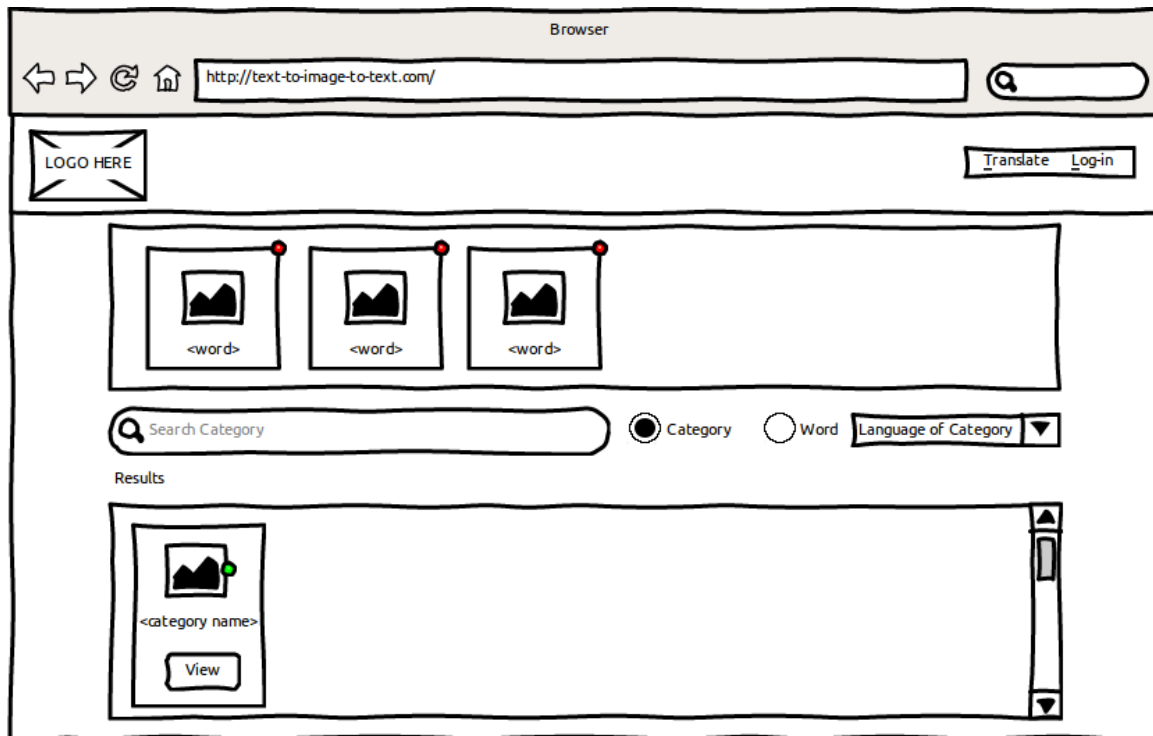 Browser
http://text-to-image-to-text.com/
LOGO HERE
Translate Log-in
<word> <word> <word>
Search Category Category Word Language of Category
Results
<category name>
View